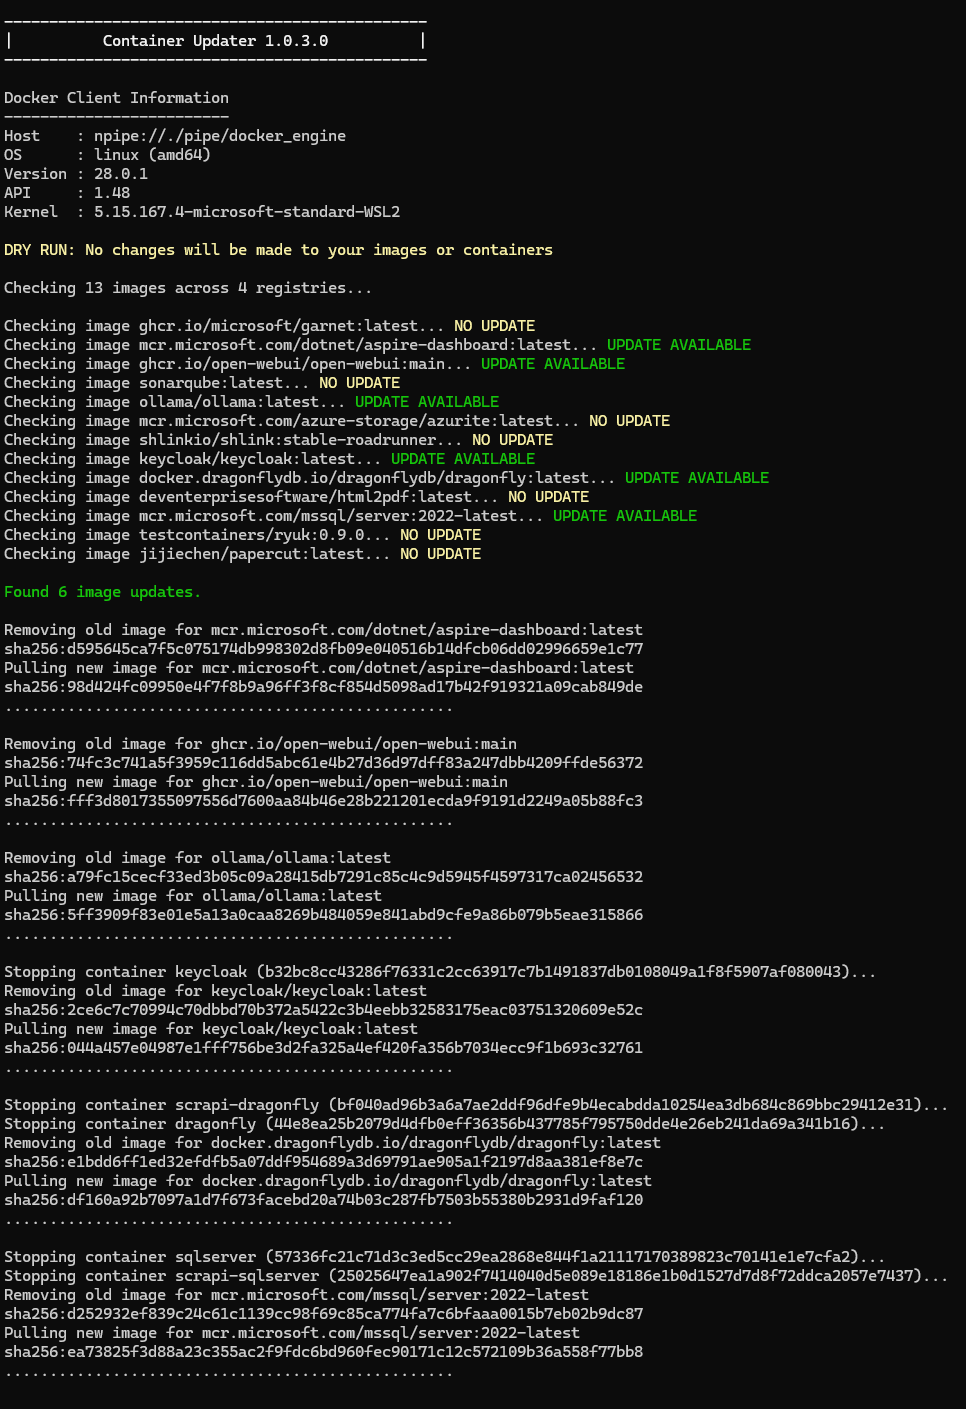 -----------------------------------------------
|          Container Updater 1.0.3.0          |
-----------------------------------------------
Docker Client Information
-------------------------
Host    : npipe://./pipe/docker_engine
OS      : linux (amd64)
Version : 28.0.1
API     : 1.48
Kernel  : 5.15.167.4-microsoft-standard-WSL2
DRY RUN: No changes will be made to your images or containers
Checking 13 images across 4 registries...
Checking image ghcr.io/microsoft/garnet:latest... NO UPDATE
Checking image mcr.microsoft.com/dotnet/aspire-dashboard:latest... UPDATE AVAILABLE
Checking image ghcr.io/open-webui/open-webui:main... UPDATE AVAILABLE
Checking image sonarqube:latest... NO UPDATE
Checking image ollama/ollama:latest... UPDATE AVAILABLE
Checking image mcr.microsoft.com/azure-storage/azurite:latest... NO UPDATE
Checking image shlinkio/shlink:stable-roadrunner... NO UPDATE
Checking image keycloak/keycloak:latest... UPDATE AVAILABLE
Checking image docker.dragonflydb.io/dragonflydb/dragonfly:latest... UPDATE AVAILABLE
Checking image deventerprisesoftware/html2pdf:latest... NO UPDATE
Checking image mcr.microsoft.com/mssql/server:2022-latest... UPDATE AVAILABLE
Checking image testcontainers/ryuk:0.9.0... NO UPDATE
Checking image jijiechen/papercut:latest... NO UPDATE
Found 6 image updates.
Removing old image for mcr.microsoft.com/dotnet/aspire-dashboard:latest
sha256:d595645ca7f5c075174db998302d8fb09e040516b14dfcb06dd02996659e1c77
Pulling new image for mcr.microsoft.com/dotnet/aspire-dashboard:latest
sha256:98d424fc09950e4f7f8b9a96ff3f8cf854d5098ad17b42f919321a09cab849de
..................................................
Removing old image for ghcr.io/open-webui/open-webui:main
sha256:74fc3c741a5f3959c116dd5abc61e4b27d36d97dff83a247dbb4209ffde56372
Pulling new image for ghcr.io/open-webui/open-webui:main
sha256:fff3d8017355097556d7600aa84b46e28b221201ecda9f9191d2249a05b88fc3
..................................................
Removing old image for ollama/ollama:latest
sha256:a79fc15cecf33ed3b05c09a28415db7291c85c4c9d5945f4597317ca02456532
Pulling new image for ollama/ollama:latest
sha256:5ff3909f83e01e5a13a0caa8269b484059e841abd9cfe9a86b079b5eae315866
..................................................
Stopping container keycloak (b32bc8cc43286f76331c2cc63917c7b1491837db0108049a1f8f5907af080043)...
Removing old image for keycloak/keycloak:latest
sha256:2ce6c7c70994c70dbbd70b372a5422c3b4eebb32583175eac03751320609e52c
Pulling new image for keycloak/keycloak:latest
sha256:044a457e04987e1fff756be3d2fa325a4ef420fa356b7034ecc9f1b693c32761
..................................................
Stopping container scrapi-dragonfly (bf040ad96b3a6a7ae2ddf96dfe9b4ecabdda10254ea3db684c869bbc29412e31)...
Stopping container dragonfly (44e8ea25b2079d4dfb0eff36356b437785f795750dde4e26eb241da69a341b16)...
Removing old image for docker.dragonflydb.io/dragonflydb/dragonfly:latest
sha256:e1bdd6ff1ed32efdfb5a07ddf954689a3d69791ae905a1f2197d8aa381ef8e7c
Pulling new image for docker.dragonflydb.io/dragonflydb/dragonfly:latest
sha256:df160a92b7097a1d7f673facebd20a74b03c287fb7503b55380b2931d9faf120
..................................................
Stopping container sqlserver (57336fc21c71d3c3ed5cc29ea2868e844f1a21117170389823c70141e1e7cfa2)...
Stopping container scrapi-sqlserver (25025647ea1a902f7414040d5e089e18186e1b0d1527d7d8f72ddca2057e7437)...
Removing old image for mcr.microsoft.com/mssql/server:2022-latest
sha256:d252932ef839c24c61c1139cc98f69c85ca774fa7c6bfaaa0015b7eb02b9dc87
Pulling new image for mcr.microsoft.com/mssql/server:2022-latest
sha256:ea73825f3d88a23c355ac2f9fdc6bd960fec90171c12c572109b36a558f77bb8
..................................................